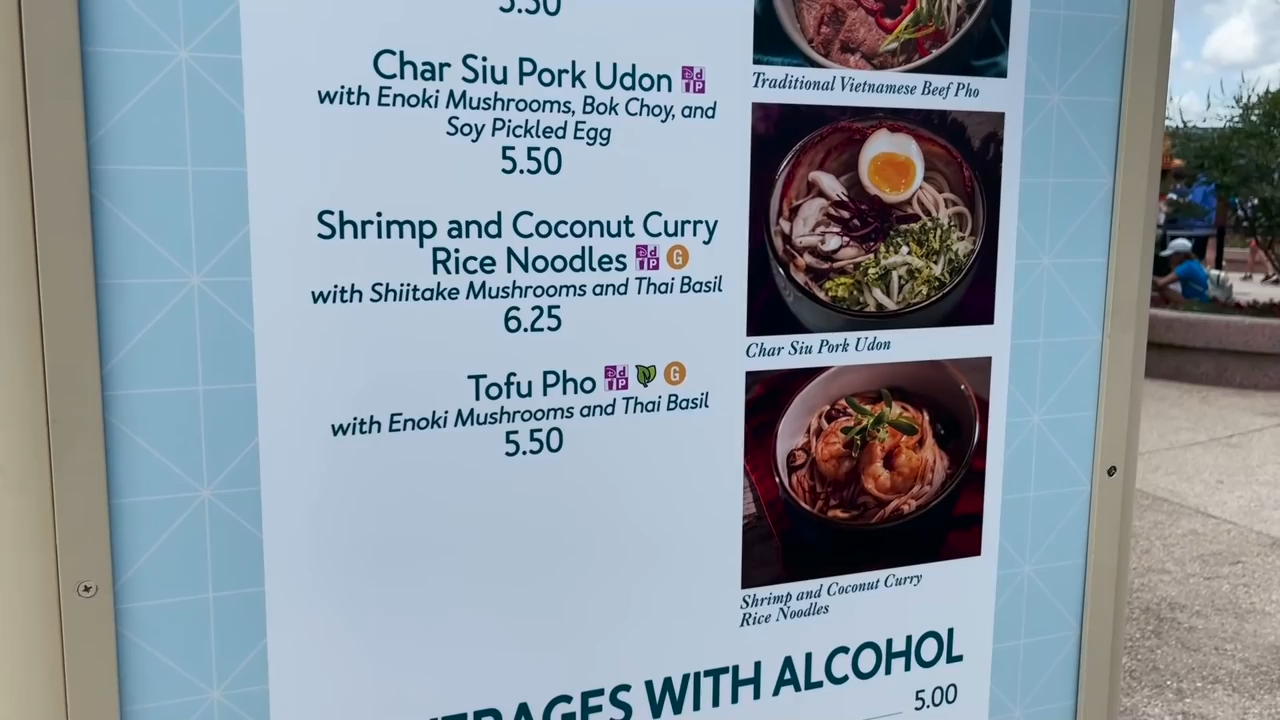 5.50
Char Siu Pork Udon
with Enoki Mushrooms, Bok Choy, and
Soy Pickled Egg
5.50
Shrimp and Coconut Curry
Rice Noodles G
with Shiitake Mushrooms and Thai Basil
6.25
Tofu Pho G
with Enoki Mushrooms and Thai Basil
5.50
Traditional Vietnamese Beef Pho
Char Siu Pork Udon
Shrimp and Coconut Curry
Rice Noodles
WITH ALCOHOL
5.00